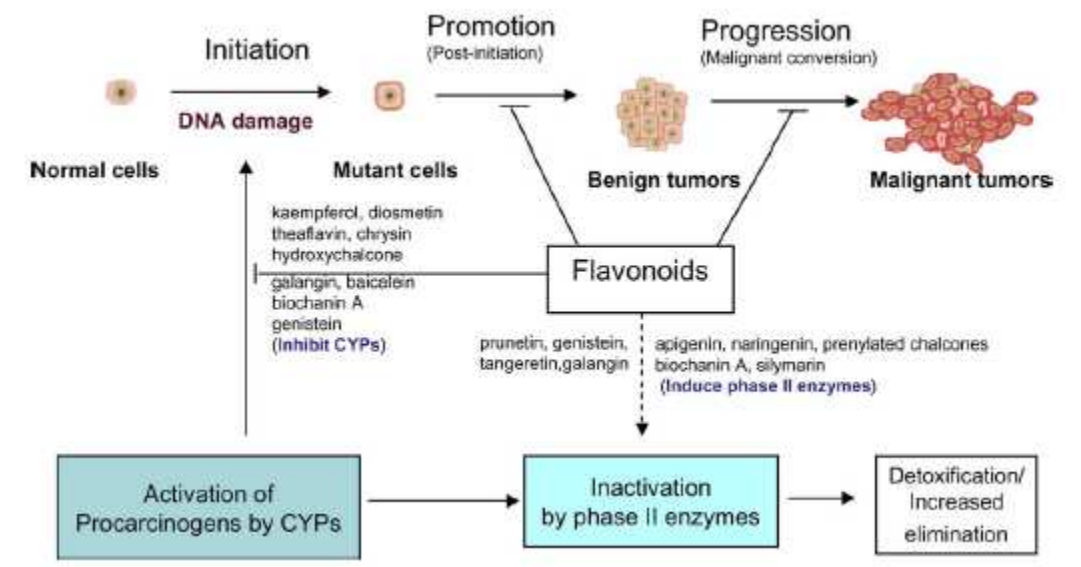 Initiation
Promotion
(Post-initiation)
Progression
(Malignant conversion)
DNA damage
Normal cells
Mutant cells
Benign tumors
Malignant tumors
kaempferol, diosmetin
theaflavin, chrysin
hydroxychalcone
galangin, baicalein
biochanin A
genistein
(Inhibit CYPs)
Flavonoids
prunetin, genistein,
tangeretin,galangin
apigenin, naringenin, prenylated chalcones
biochanin A, silymarin
(Induce phase II enzymes)
Activation of
Procarcinogens by CYPs
Inactivation
by phase II enzymes
Detoxification/
Increased
elimination